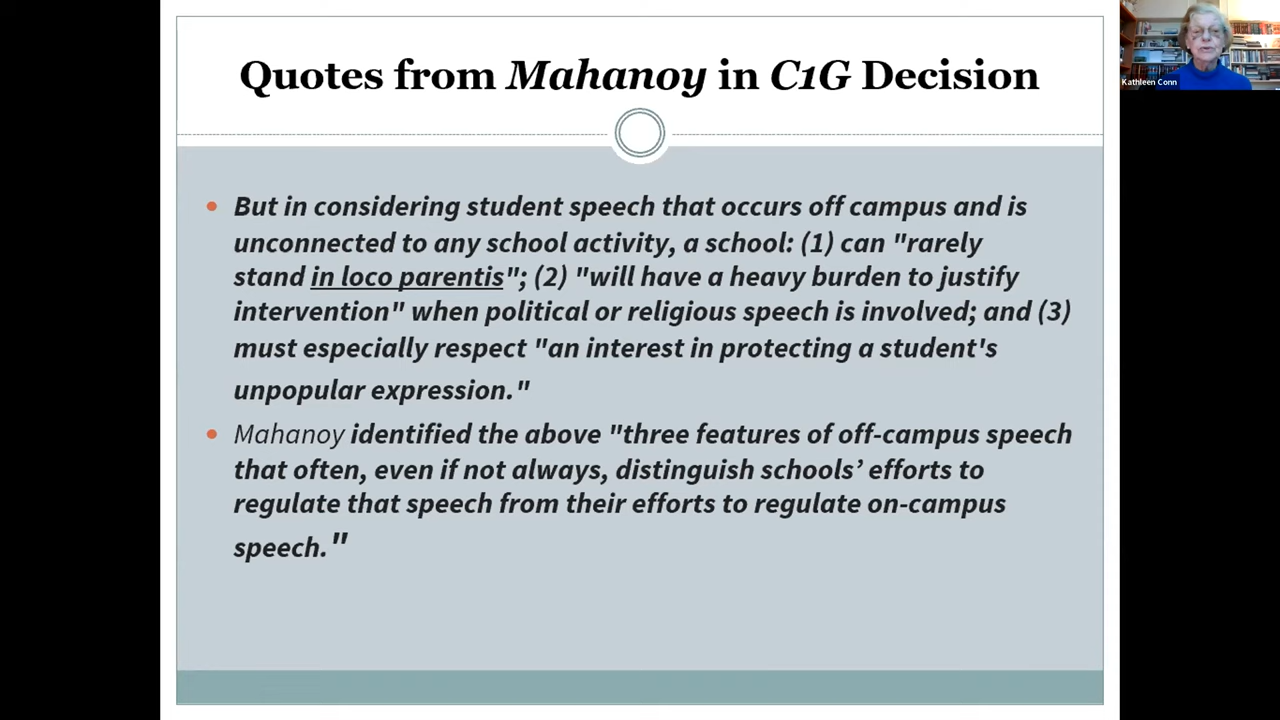 Quotes from Mahanoy in C1G Decision
Kathleen Conn
• But in considering student speech that occurs off campus and is
unconnected to any school activity, a school: (1) can "rarely
stand in loco parentis"; (2) "will have a heavy burden to justify
intervention" when political or religious speech is involved; and (3)
must especially respect "an interest in protecting a student's
unpopular expression."
• Mahanoy identified the above "three features of off-campus speech
that often, even if not always, distinguish schools’ efforts to
regulate that speech from their efforts to regulate on-campus
speech."